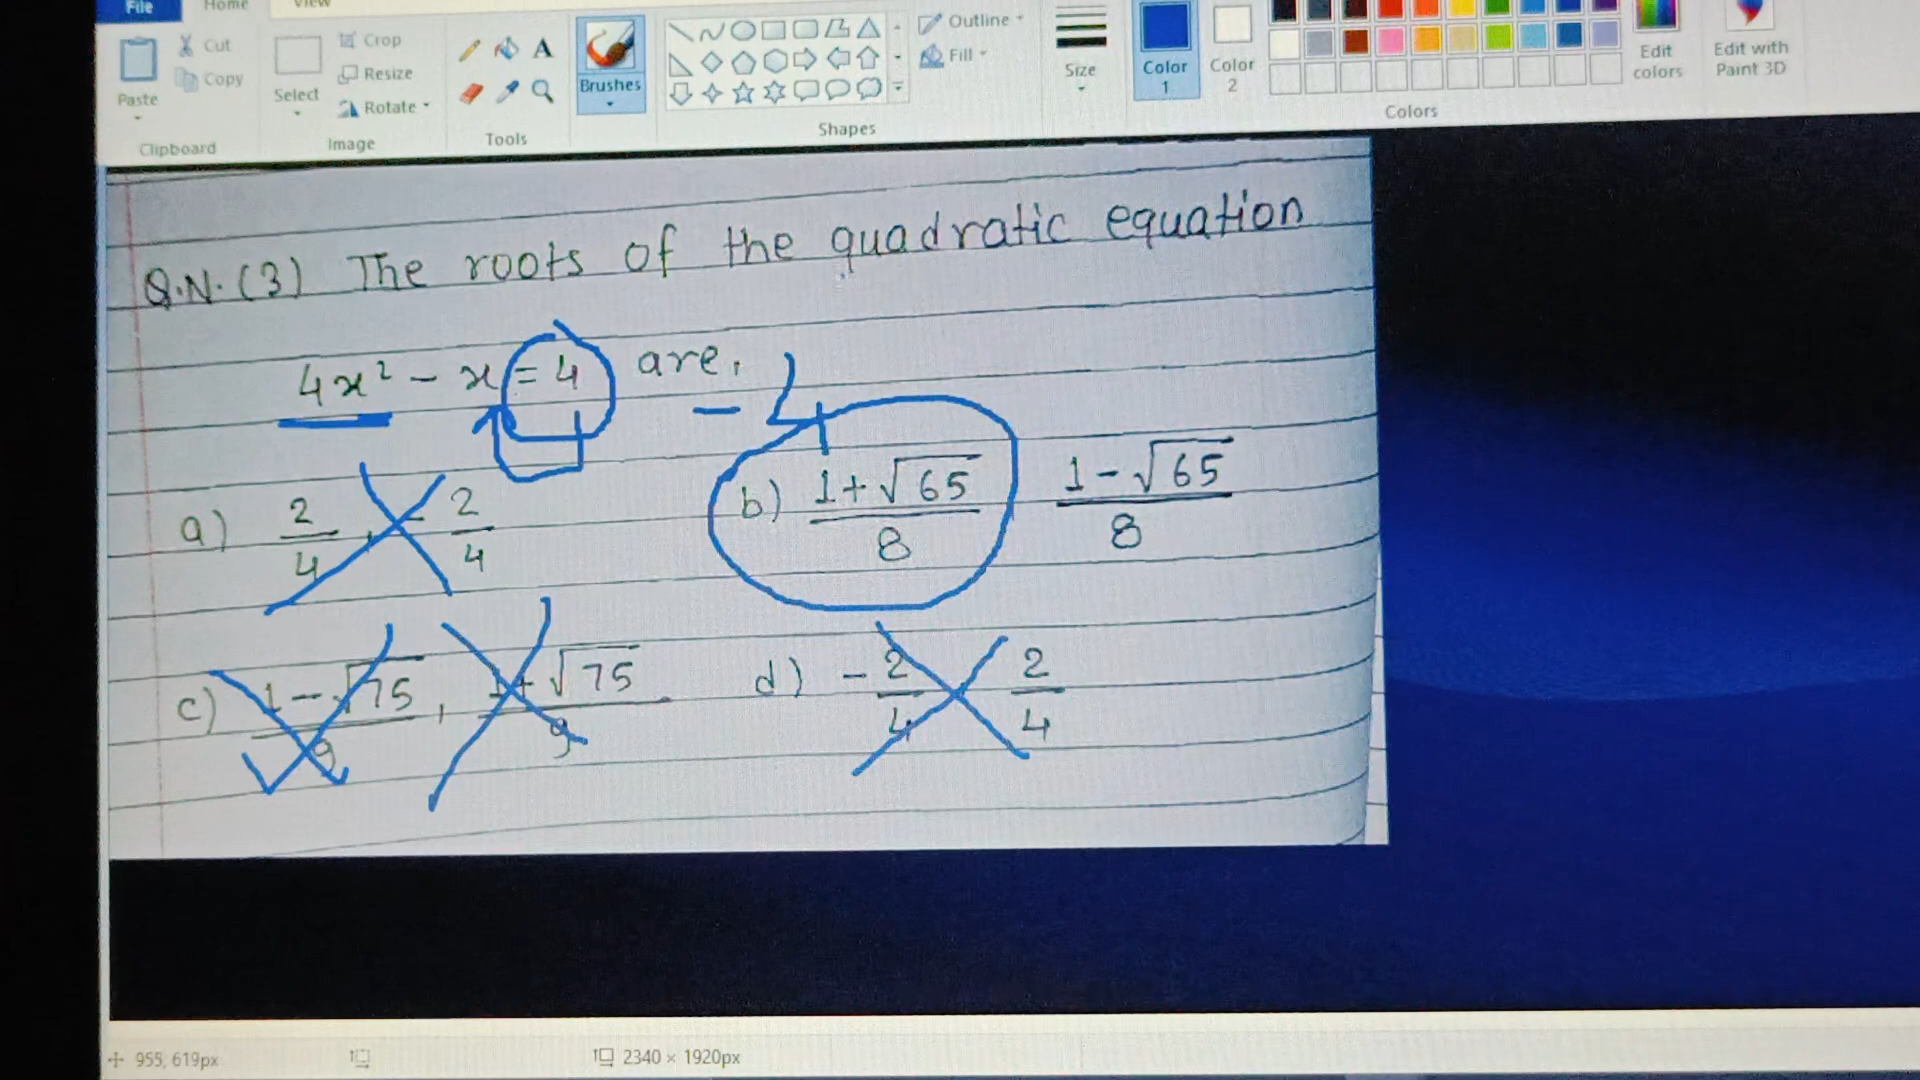 File Home View
Paste Cut Copy Clipboard
Select Crop Resize Rotate Image
A Tools
Brushes
Shapes
Outline Fill
Size
Color 1 Color 2
Edit colors Edit with Paint 3D
Colors
Q.N.(3) The roots of the quadratic equation
4x² - x = 4 are.
- 4
a) 2/4, -2/4 b) 1+√65/8 1-√65/8
c) 1-√75/9, 1+√75/9 d) -2/4 2/4
955, 619px 2340 × 1920px